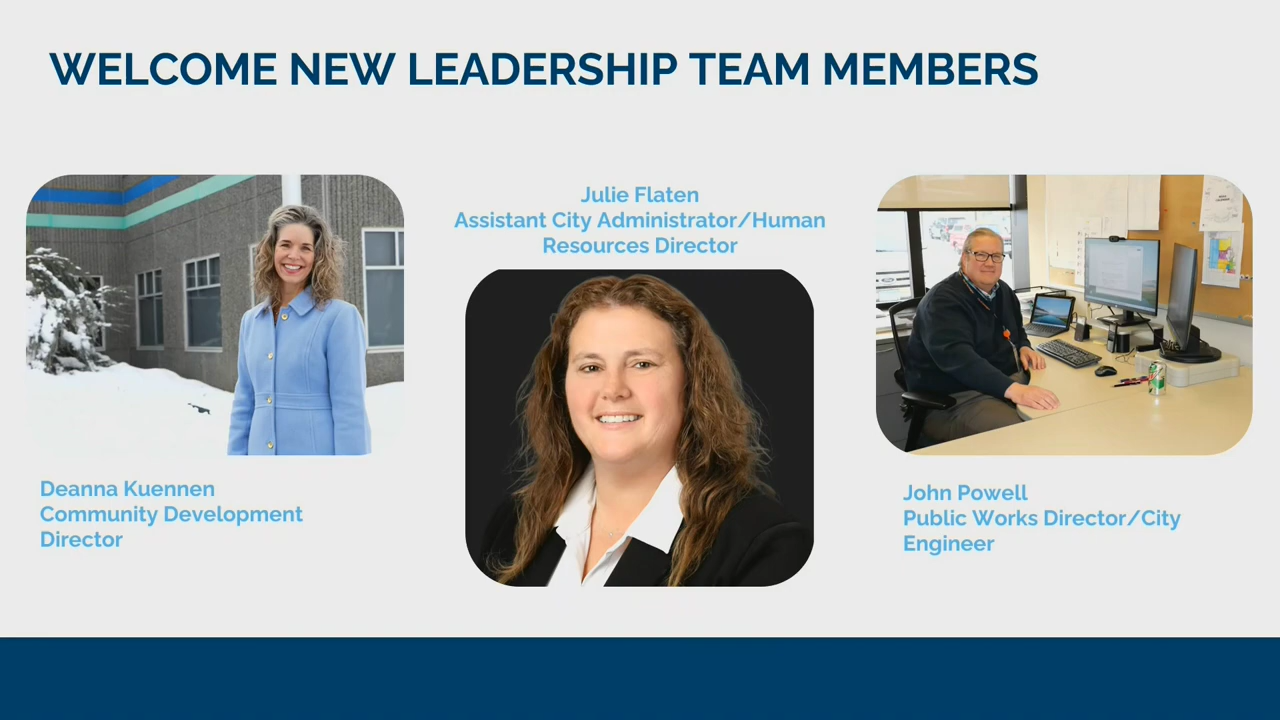 WELCOME NEW LEADERSHIP TEAM MEMBERS
Deanna Kuennen
Community Development
Director
Julie Flaten
Assistant City Administrator/Human
Resources Director
John Powell
Public Works Director/City
Engineer